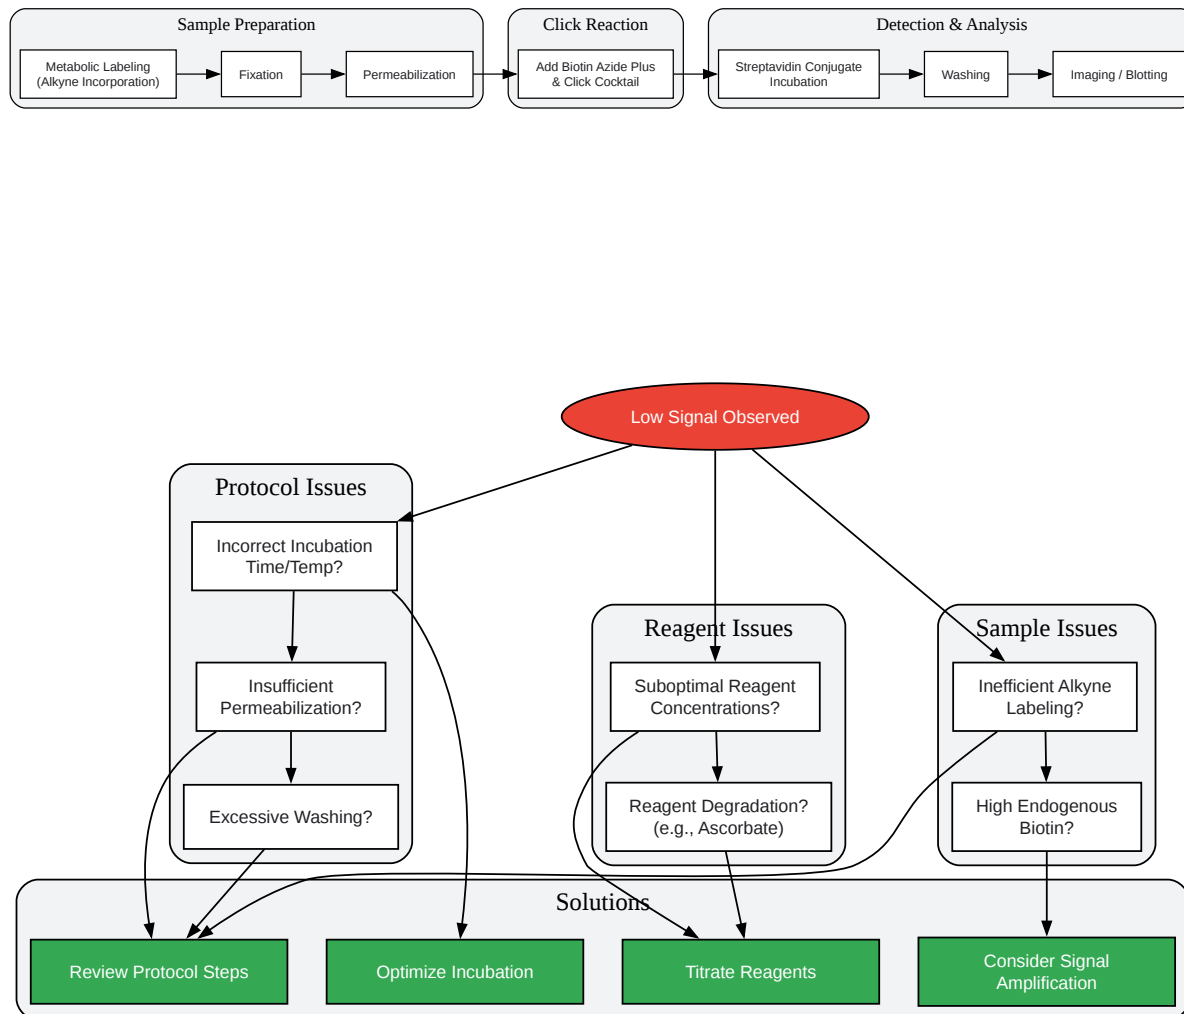 Sample Preparation
Metabolic Labeling
(Alkyne Incorporation)
Fixation
Permeabilization
Click Reaction
Add Biotin Azide Plus
& Click Cocktail
Detection & Analysis
Streptavidin Conjugate
Incubation
Washing
Imaging / Blotting
Low Signal Observed
Protocol Issues
Incorrect Incubation
Time/Temp?
Insufficient
Permeabilization?
Excessive Washing?
Reagent Issues
Suboptimal Reagent
Concentrations?
Reagent Degradation?
(e.g., Ascorbate)
Sample Issues
Inefficient Alkyne
Labeling?
High Endogenous
Biotin?
Solutions
Review Protocol Steps
Optimize Incubation
Titrate Reagents
Consider Signal
Amplification